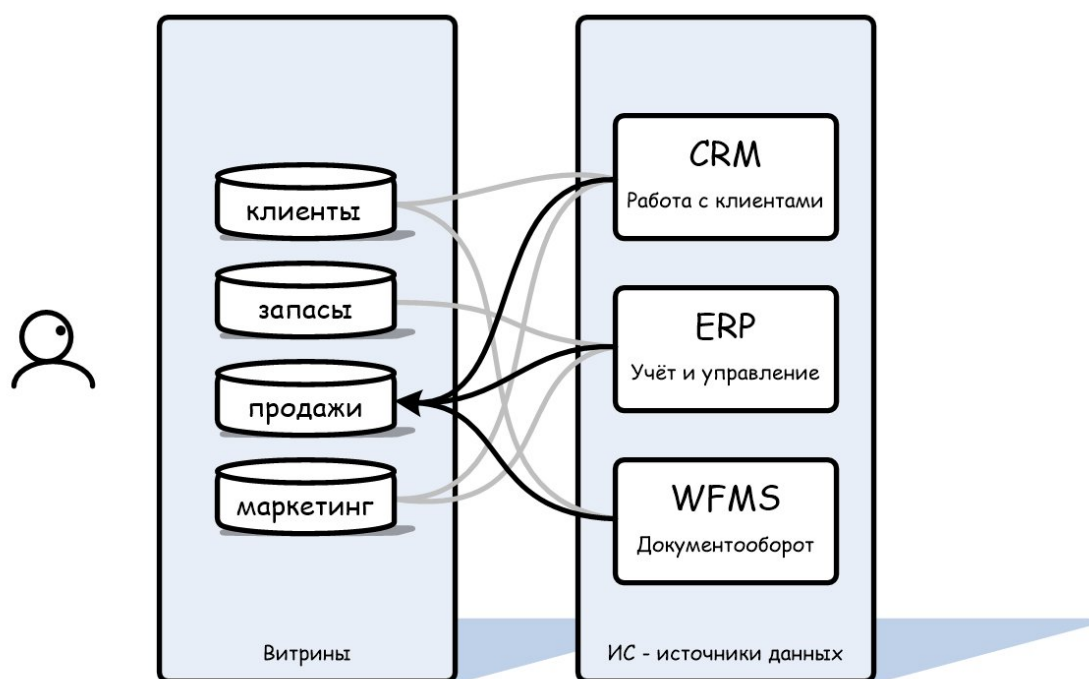 клиенты
запасы
продажи
маркетинг
Витрины
CRM
Работа с клиентами
ERP
Учёт и управление
WFMS
Документооборот
ИС - источники данных